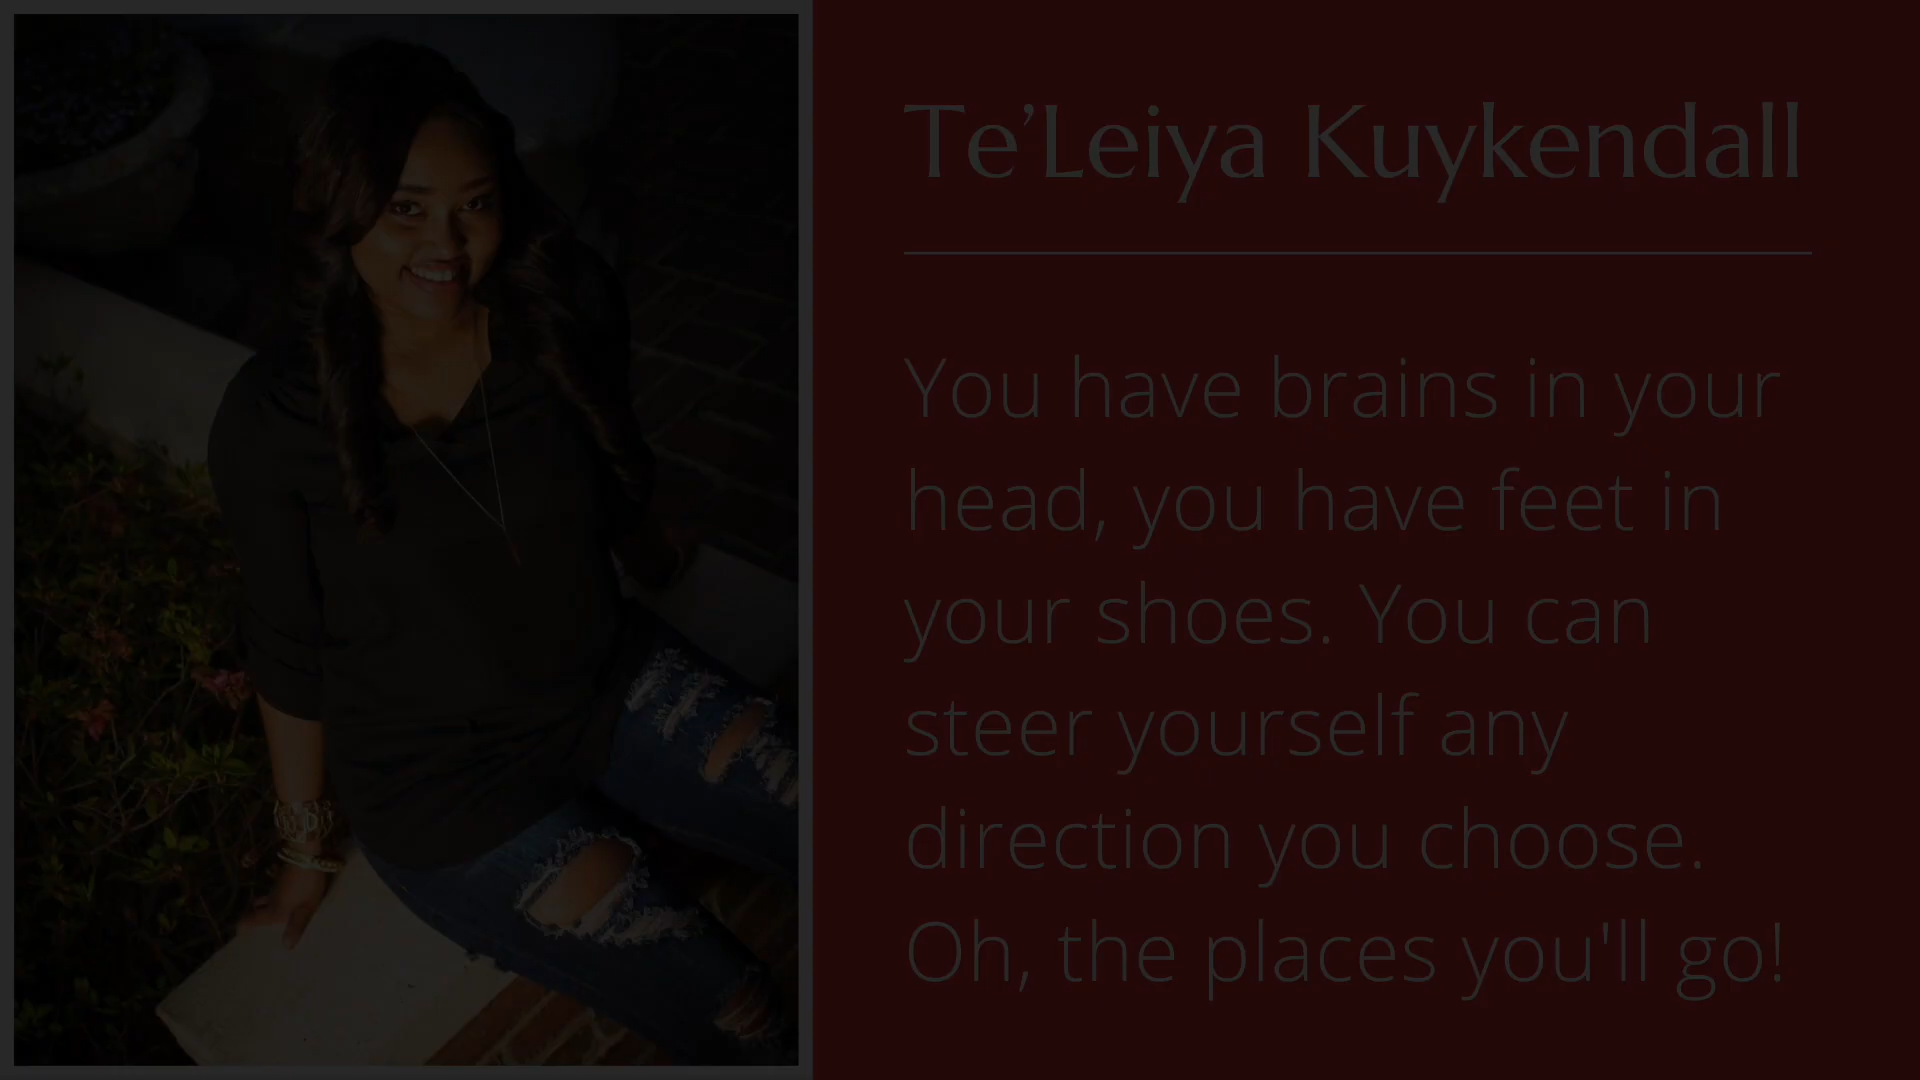 Te’Leiya Kuykendall
You have brains in your
head, you have feet in
your shoes. You can
steer yourself any
direction you choose.
Oh, the places you'll go!